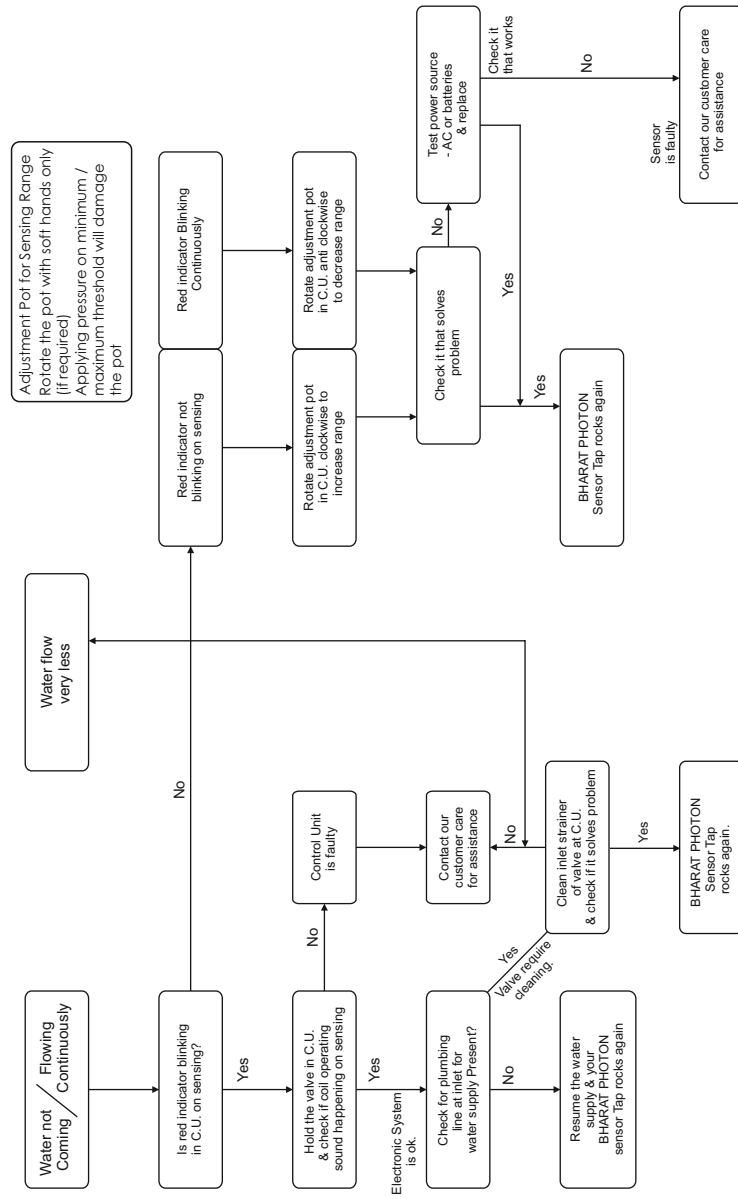 Water not
Coming / Flowing
Continuously
Water flow
very less
Adjustment Pot for Sensing Range
Rotate the pot with soft hands only
(if required)
Applying pressure on minimum /
maximum threshold will damage
the pot
Is red indicator blinking
in C.U. on sensing?
No
Yes
Red indicator not
blinking on sensing
Red indicator Blinking
Continuously
Hold the valve in C.U.
& check if coil operating
sound happening on sensing
No
Yes
Control Unit
is faulty
Rotate adjustment pot
in C.U. clockwise to
increase range
Rotate adjustment pot
in C.U. anti clockwise
to decrease range
Electronic System
is ok.
Check for plumbing
line at inlet for
water supply Present?
Contact our
customer care
for assistance
Check it that solves
problem
No
Test power source
- AC or batteries
& replace
Yes
Yes
Check it
that works
No
No
Yes
Valve require
cleaning.
No
Clean inlet strainer
of valve at C.U.
& check if it solves problem
Yes
Resume the water
supply & your
BHARAT PHOTON
sensor Tap rocks again
BHARAT PHOTON
Sensor Tap
rocks again.
BHARAT PHOTON
Sensor Tap rocks again
Sensor
is faulty
Contact our customer care
for assistance